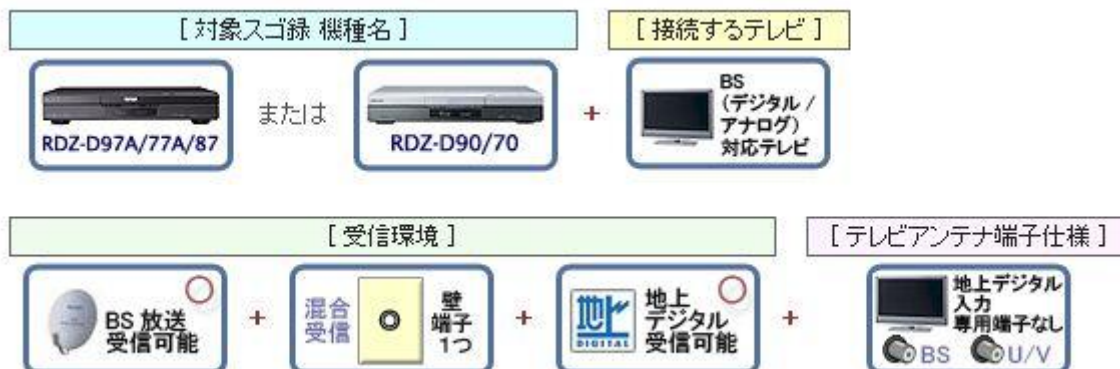 [ 対象スゴ録 機種名 ]
[ 接続するテレビ ]
RDZ-D97A/77A/87
または
RDZ-D90/70
+
BS
(デジタル /
アナログ)
対応テレビ
[ 受信環境 ]
[ テレビアンテナ端子仕様 ]
BS 放送
受信可能
+
混合
受信
壁
端子
1つ
+
地上
DIGITAL
地上
デジタル
受信可能
+
地上デジタル
入力
専用端子なし
BS
U/V